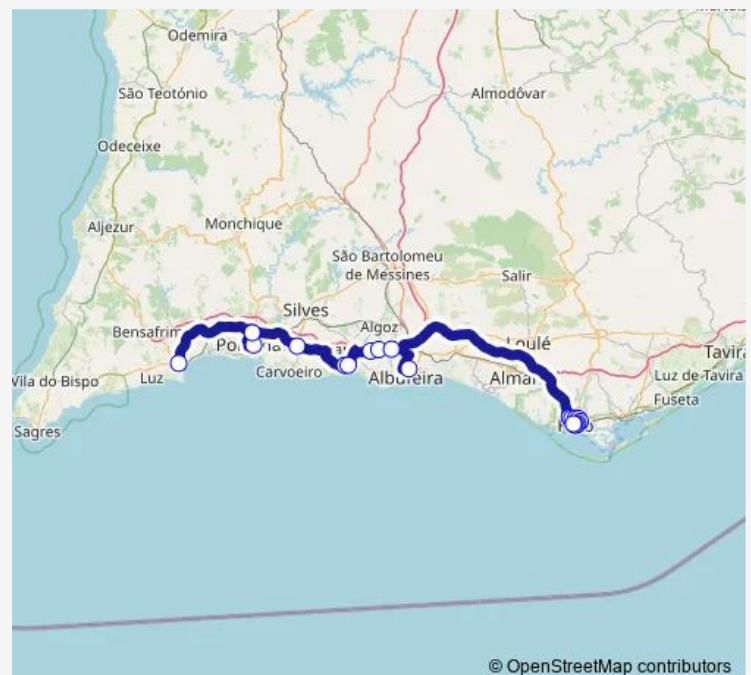 Odemira
São Teotónio
Almodôvar
Odeceixe
Aljezur
Monchique
São Bartolomeu
de Messines
Salir
Silves
Bensafrim
Algoz
Loulé
Tavira
Vila do Bispo
Luz
Carvoeiro
Albufeira
Luz de Tavira
Fuseta
Sagres
© OpenStreetMap contributors